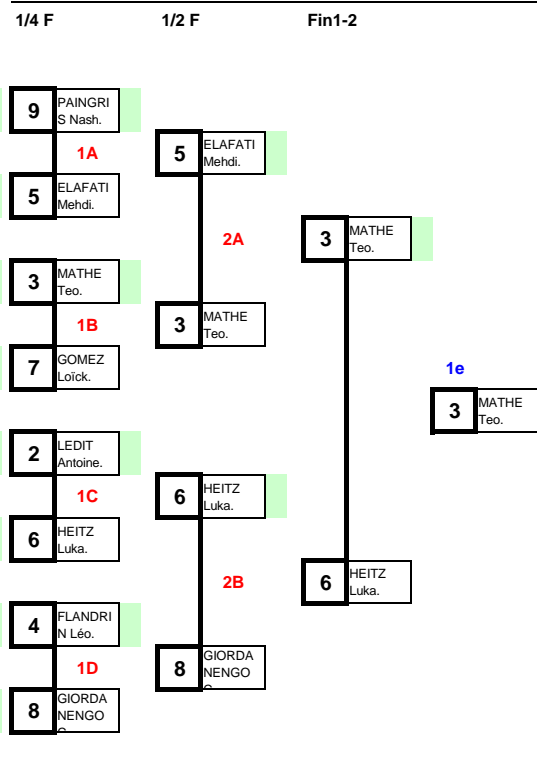 1/4 F 1/2 F Fin1-2
9 PAINGRI
S Nash.
1A
5 ELAFATI
Mehdi.
3 MATHE
Teo.
1B
7 GOMEZ
Loïck.
2 LEDIT
Antoine.
1C
6 HEITZ
Luka.
4 FLANDRI
N Léo.
1D
8 GIORDA
NENGO
5 ELAFATI
Mehdi.
2A
3 MATHE
Teo.
6 HEITZ
Luka.
2B
8 GIORDA
NENGO
3 MATHE
Teo.
6 HEITZ
Luka.
1e
3 MATHE
Teo.